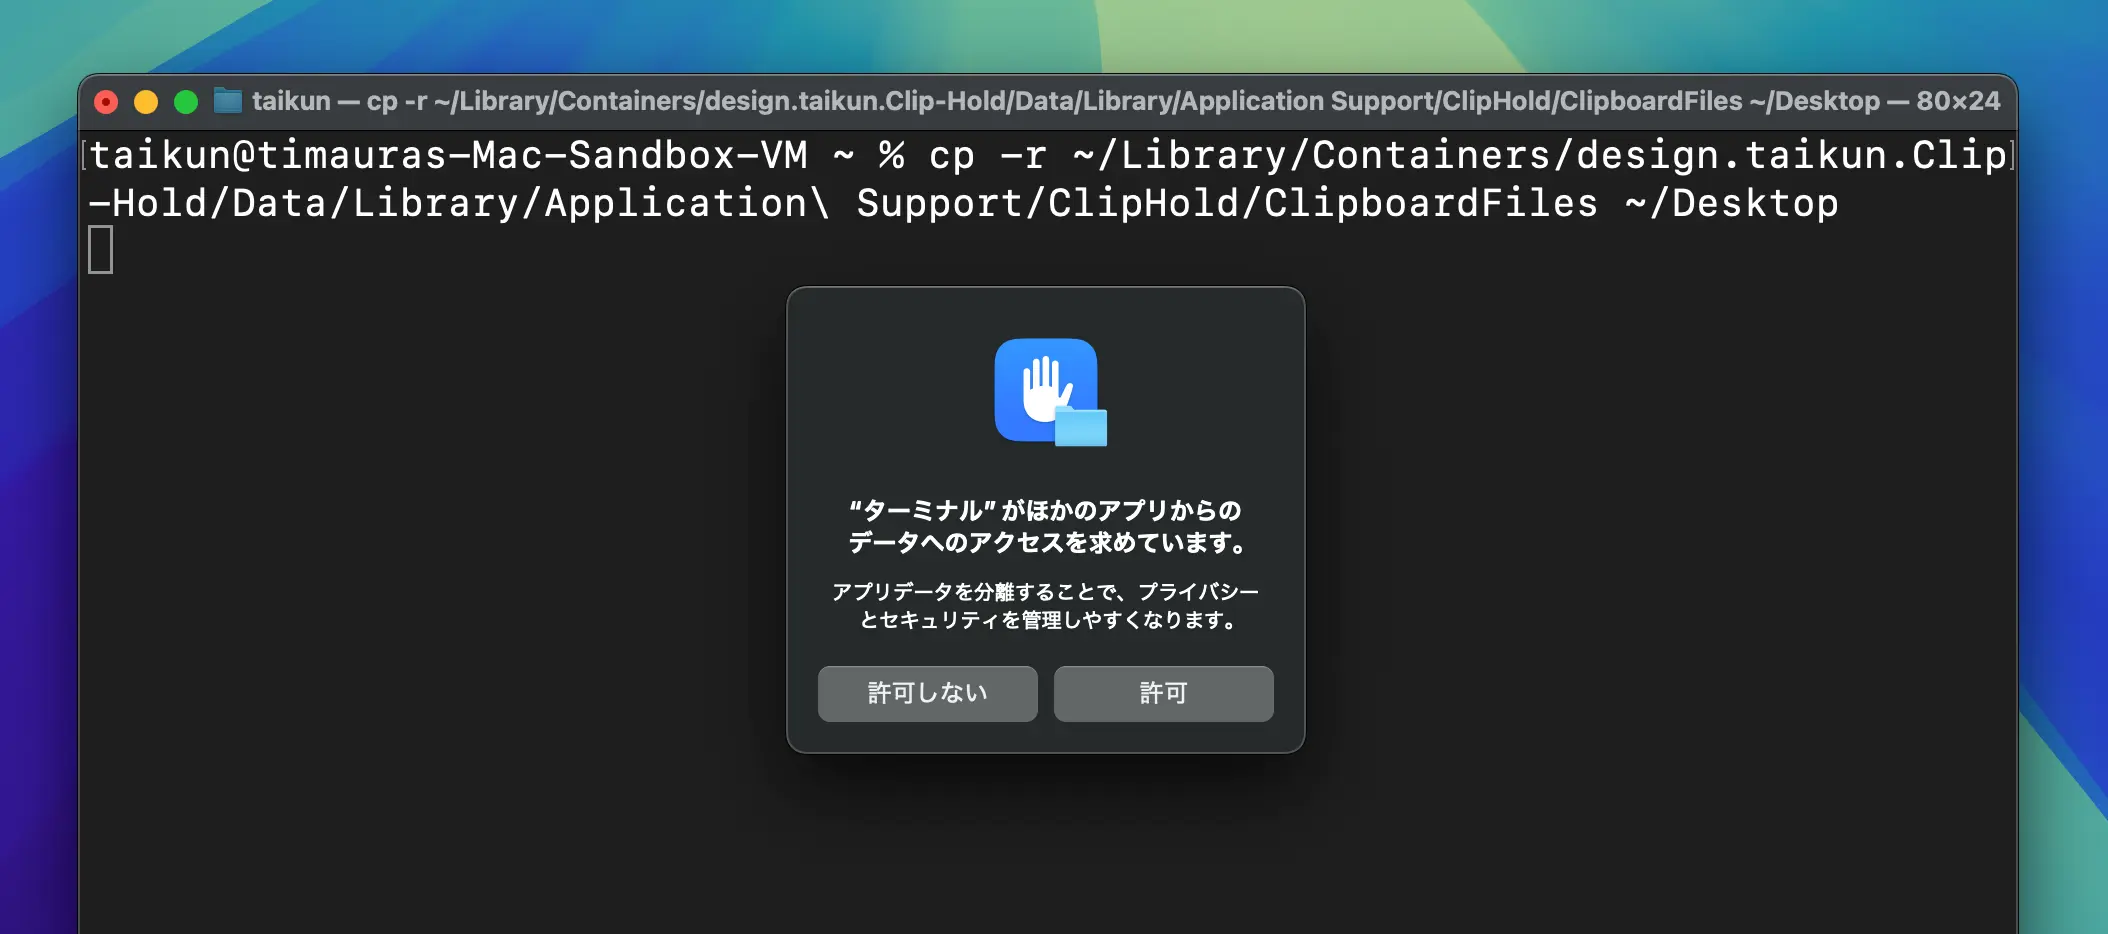 taikun — cp -r ~/Library/Containers/design.taikun.Clip-Hold/Data/Library/Application Support/ClipHold/ClipboardFiles ~/Desktop — 80×24
[taikun@timauras-Mac-Sandbox-VM ~ % cp -r ~/Library/Containers/design.taikun.Clip]
-Hold/Data/Library/Application\ Support/ClipHold/ClipboardFiles ~/Desktop
“ターミナル”がほかのアプリからの
データへのアクセスを求めています。
アプリデータを分離することで、プライバシー
とセキュリティを管理しやすくなります。
許可しない
許可